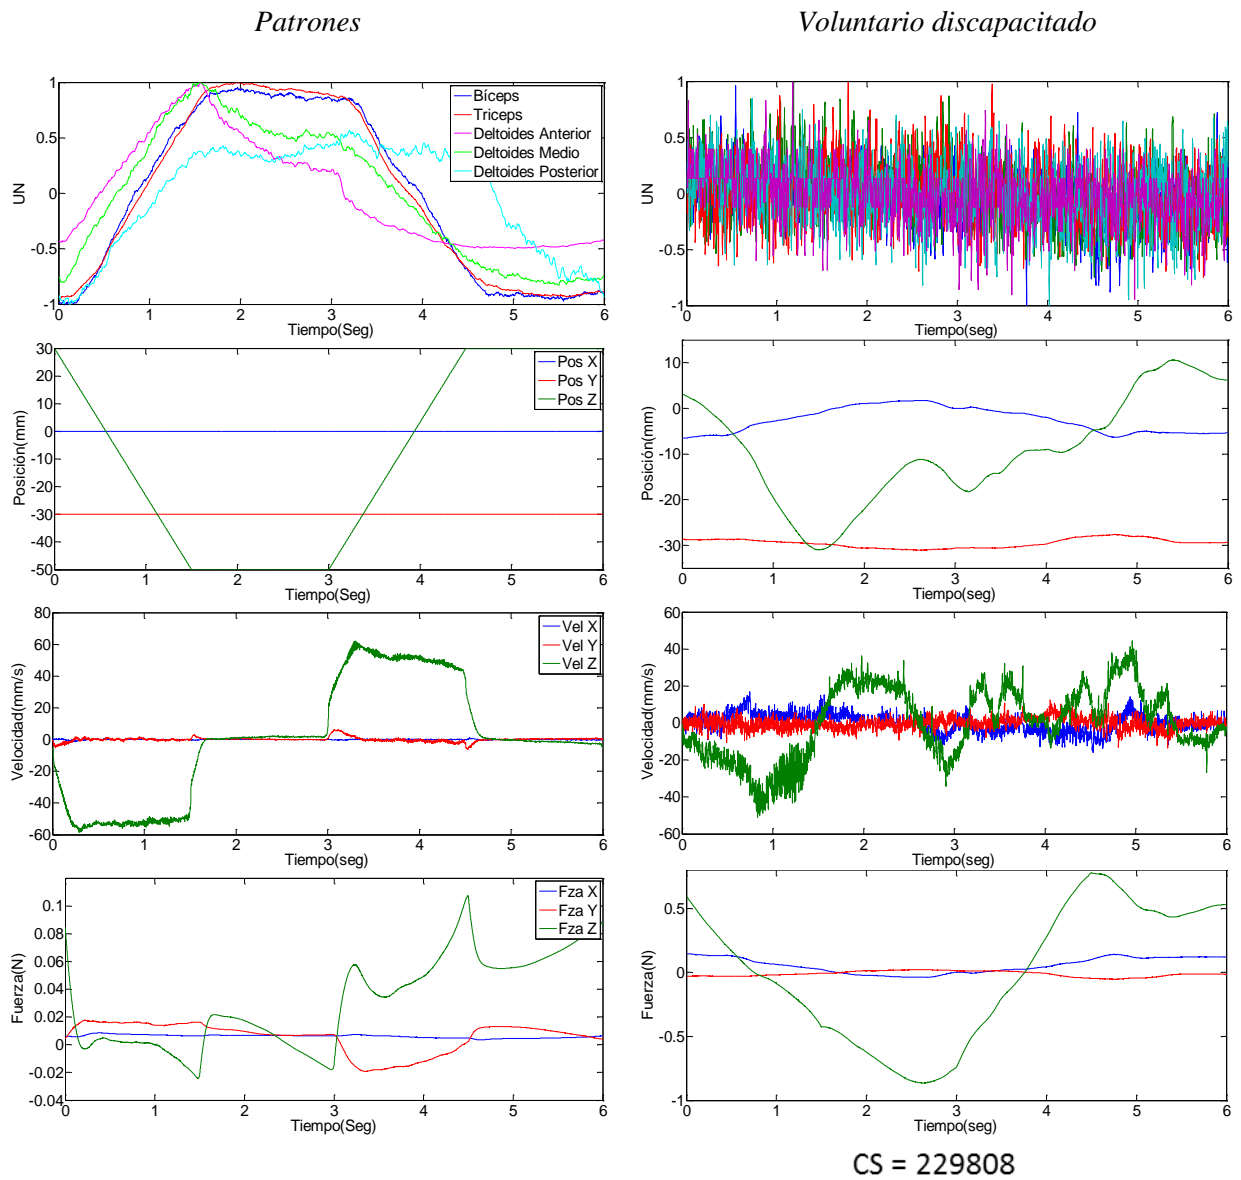 Patrones
Voluntario discapacitado
1
0.5
0
-0.5
-1
UN
Bíceps
Triceps
Deltoides Anterior
Deltoides Medio
Deltoides Posterior
0 1 2 3 4 5 6
Tiempo(Seg)
1
0.5
0
-0.5
-1
UN
0 1 2 3 4 5 6
Tiempo(seg)
30
20
10
0
-10
-20
-30
-40
-50
Posición(mm)
Pos X
Pos Y
Pos Z
0 1 2 3 4 5 6
Tiempo(Seg)
10
0
-10
-20
-30
Posición(mm)
0 1 2 3 4 5 6
Tiempo(seg)
80
60
40
20
0
-20
-40
-60
Velocidad(mm/s)
Vel X
Vel Y
Vel Z
0 1 2 3 4 5 6
Tiempo(seg)
60
40
20
0
-20
-40
-60
Velocidad(mm/s)
0 1 2 3 4 5 6
Tiempo(seg)
0.1
0.08
0.06
0.04
0.02
0
-0.02
-0.04
Fuerza(N)
Fza X
Fza Y
Fza Z
0 1 2 3 4 5 6
Tiempo(Seg)
0.5
0
-0.5
-1
Fuerza(N)
0 1 2 3 4 5 6
Tiempo(seg)
CS = 229808